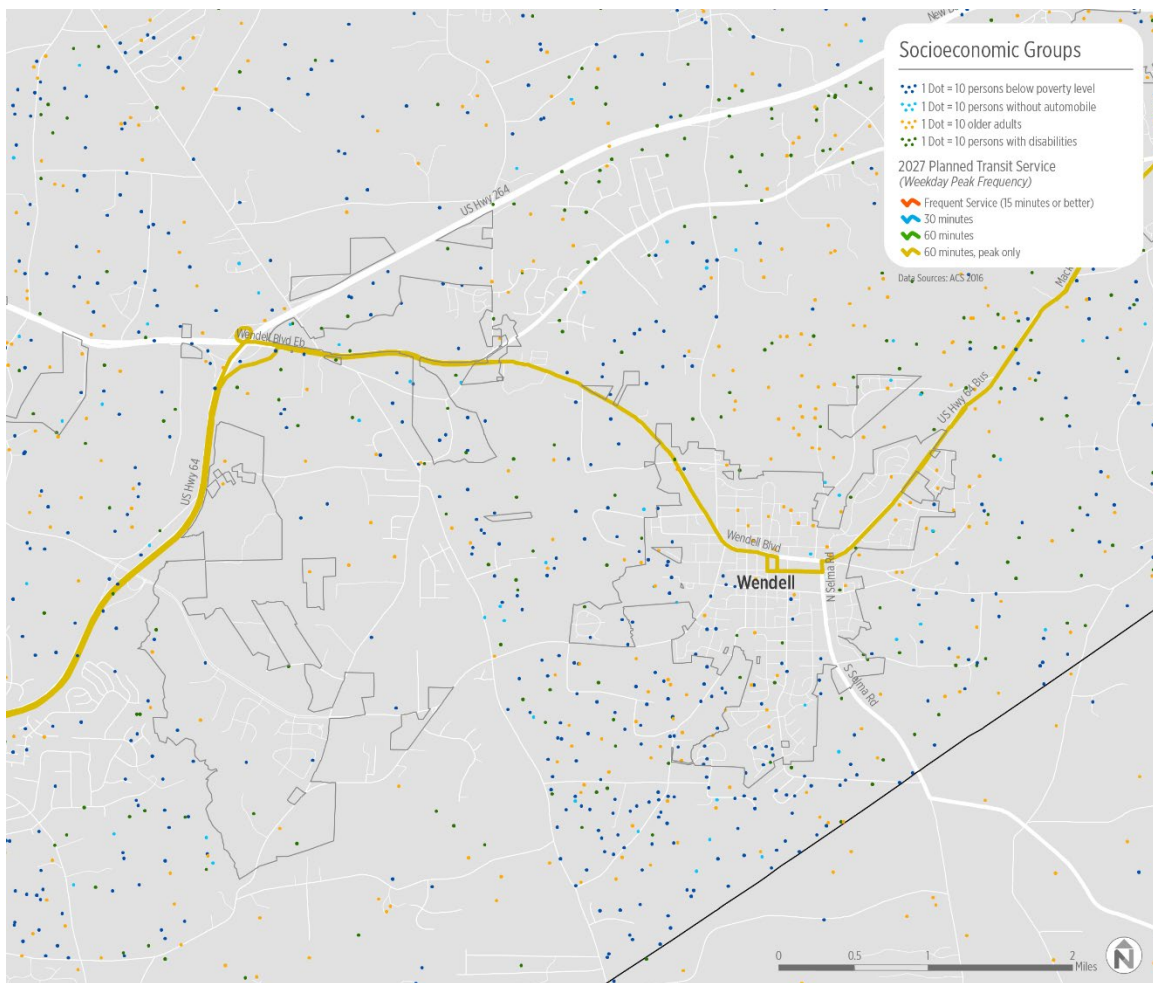 New
Socioeconomic Groups
1 Dot = 10 persons below poverty level
1 Dot = 10 persons without automobile
1 Dot = 10 older adults
1 Dot = 10 persons with disabilities
2027 Planned Transit Service
(Weekday Peak Frequency)
Frequent Service (15 minutes or better)
30 minutes
60 minutes
60 minutes, peak only
Data Sources: ACS 2016
US Hwy 264
Mack
Wendell Blvd Eb
US Hwy 64 Bus
US Hwy 64
Wendell Blvd
N Selma Rd
Wendell
S Selma Rd
0 0.5 1 2
Miles
N